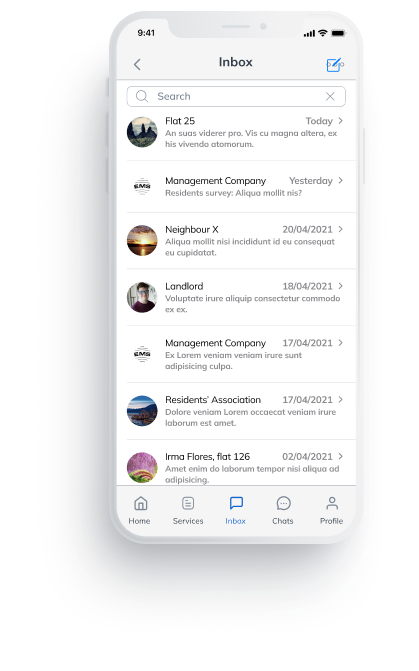 9:41
Inbox
Search
Flat 25 Today
An suas viderer pro. Vis cu magna altera, ex
his vivendo atomorum.
Management Company Yesterday
EMS
Residents survey: Aliqua mollit nis?
Neighbour X 20/04/2021
Aliqua mollit nisi incididunt id eu consequat
eu cupidatat.
Landlord 18/04/2021
Voluptate irure aliquip consectetur commodo
ex ex.
Management Company 17/04/2021
EMS
Ex Lorem veniam veniam irure sunt
adipisicing culpa.
Residents' Association 17/04/2021
Dolore veniam Lorem occaecat veniam irure
laborum est amet.
Irma Flores, flat 126 02/04/2021
Amet enim do laborum tempor nisi aliqua ad
adipisicing.
Home Services Inbox Chats Profile